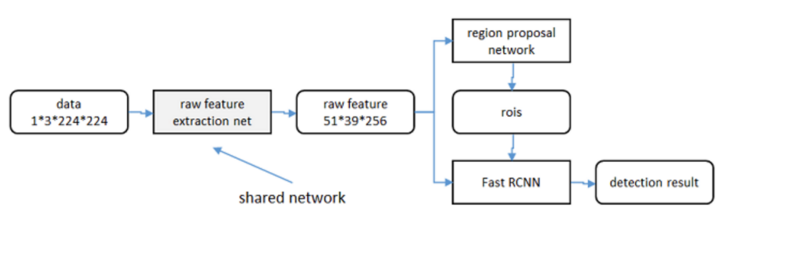 region proposal
network
data
1*3*224*224
raw feature
extraction net
raw feature
51*39*256
rois
Fast RCNN
detection result
shared network